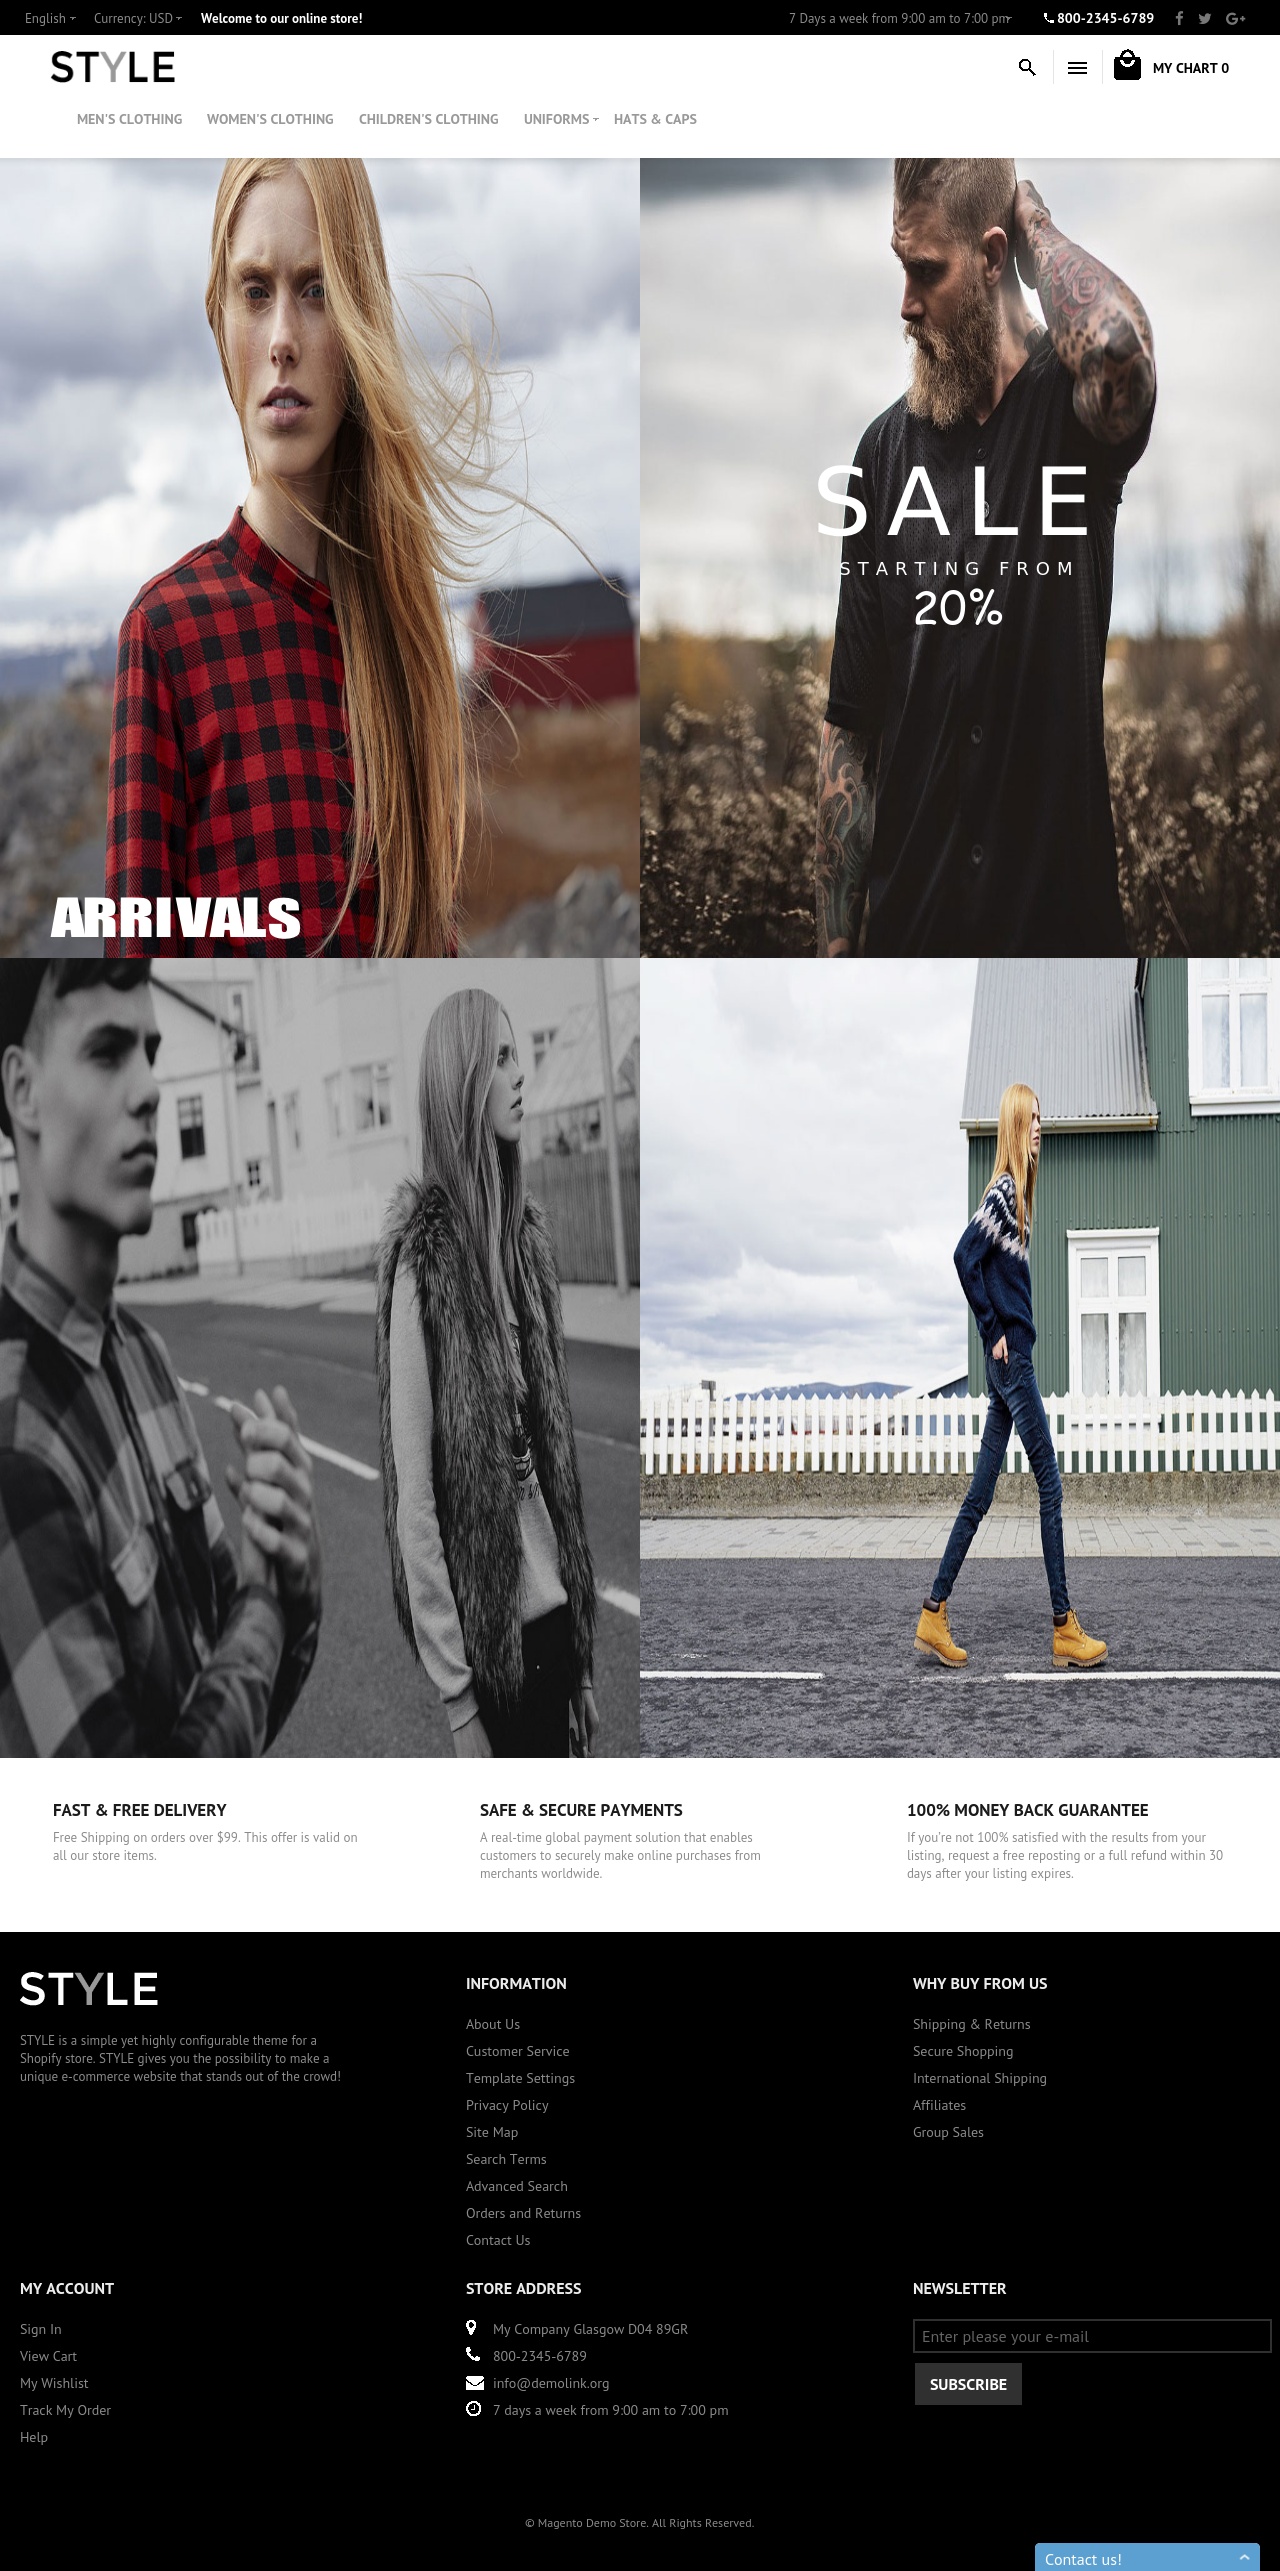 English Currency: USD Welcome to our online store! 7 Days a week from 9:00 am to 7:00 pm 800-2345-6789
STYLE
MY CHART 0
MEN'S CLOTHING WOMEN'S CLOTHING CHILDREN'S CLOTHING UNIFORMS HATS & CAPS
SALE
STARTING FROM
20%
ARRIVALS
FAST & FREE DELIVERY
Free Shipping on orders over $99. This offer is valid on
all our store items.
SAFE & SECURE PAYMENTS
A real-time global payment solution that enables
customers to securely make online purchases from
merchants worldwide.
100% MONEY BACK GUARANTEE
If you're not 100% satisfied with the results from your
listing, request a free reposting or a full refund within 30
days after your listing expires.
STYLE
STYLE is a simple yet highly configurable theme for a
Shopify store. STYLE gives you the possibility to make a
unique e-commerce website that stands out of the crowd!
INFORMATION
About Us
Customer Service
Template Settings
Privacy Policy
Site Map
Search Terms
Advanced Search
Orders and Returns
Contact Us
WHY BUY FROM US
Shipping & Returns
Secure Shopping
International Shipping
Affiliates
Group Sales
MY ACCOUNT
Sign In
View Cart
My Wishlist
Track My Order
Help
STORE ADDRESS
My Company Glasgow D04 89GR
800-2345-6789
info@demolink.org
7 days a week from 9:00 am to 7:00 pm
NEWSLETTER
Enter please your e-mail
SUBSCRIBE
© Magento Demo Store. All Rights Reserved.
Contact us!